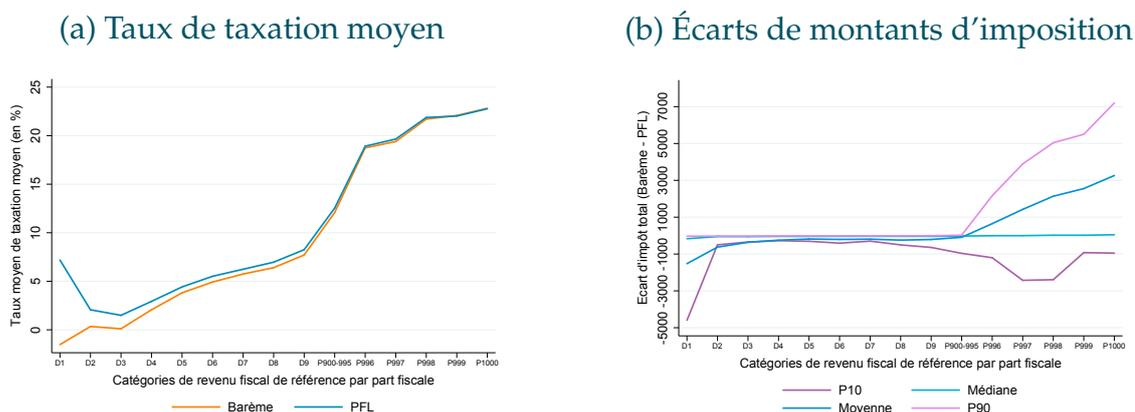 (a) Taux de taxation moyen
Taux moyen de taxation moyen (en %)
25
20
15
10
5
0
D1 D2 D3 D4 D5 D6 D7 D8 D9 P900-995 P996 P997 P998 P999 P1000
Catégories de revenu fiscal de référence par part fiscale
Barème PFL
(b) Écarts de montants d'imposition
Ecart d'impôt total (Barème - PFL)
7000
5000
3000
1000
-1000
-3000
-5000
D1 D2 D3 D4 D5 D6 D7 D8 D9 P900-995 P996 P997 P998 P999 P1000
Catégories de revenu fiscal de référence par part fiscale
P10 Médiane
Moyenne P90